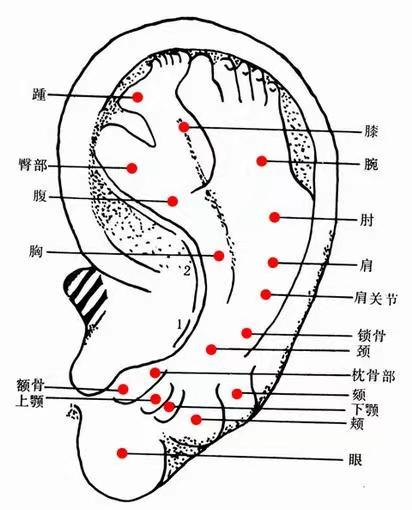 踵
膝
臀部
腕
腹
肘
胸
肩
2
肩关节
1
锁骨
颈
枕骨部
额骨
颏
上颚
下颚
颊
眼